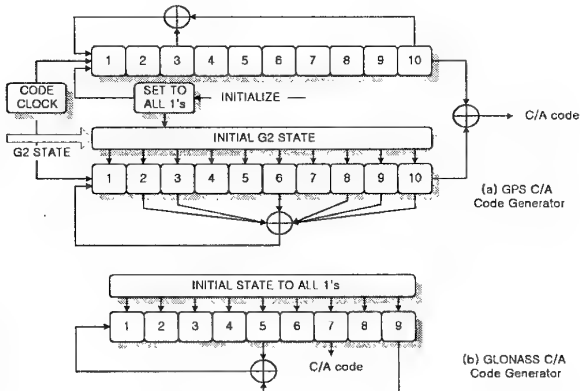 1 2 3 4 5 6 7 8 9 10
CODE
CLOCK
SET TO
ALL 1's
INITIALIZE
C/A code
INITIAL G2 STATE
G2 STATE
1 2 3 4 5 6 7 8 9 10
(a) GPS C/A
Code Generator
INITIAL STATE TO ALL 1's
1 2 3 4 5 6 7 8 9
C/A code
(b) GLONASS C/A
Code Generator